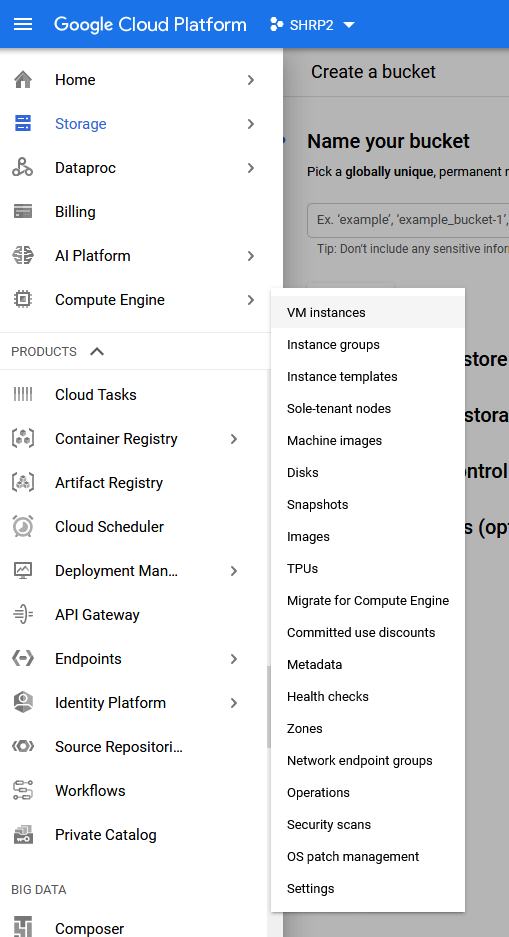 Google Cloud Platform
SHRP2
Home
Storage
Dataproc
Billing
AI Platform
Compute Engine
PRODUCTS
Cloud Tasks
Container Registry
Artifact Registry
Cloud Scheduler
Deployment Man...
API Gateway
Endpoints
Identity Platform
Source Repositori...
Workflows
Private Catalog
BIG DATA
Composer
Create a bucket
Name your bucket
Pick a globally unique, permanent
Ex. 'example', 'example_bucket-1',
Tip: Don't include any sensitive
VM instances
Instance groups
Instance templates
Sole-tenant nodes
Machine images
Disks
Snapshots
Images
TPUs
Migrate for Compute Engine
Committed use discounts
Metadata
Health checks
Zones
Network endpoint groups
Operations
Security scans
OS patch management
Settings
store